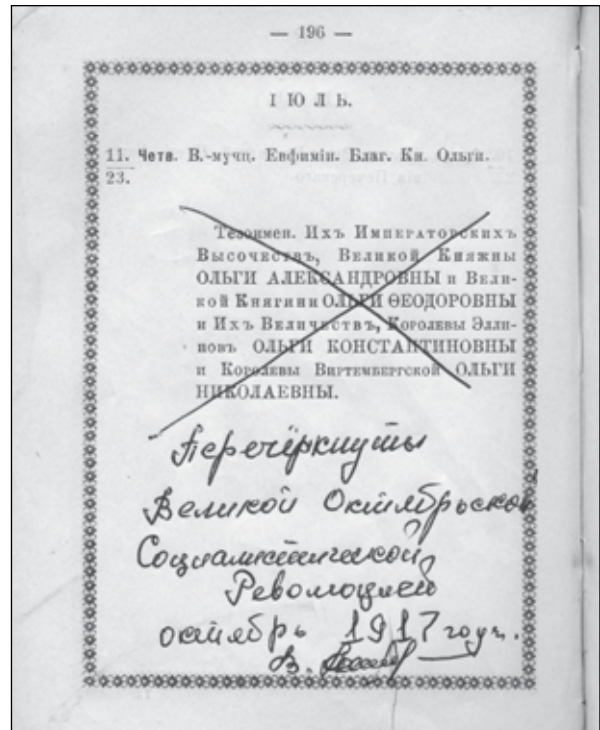 — 196 —
І Ю Л Ь.
11. Четв. В.-мучц. Евфиміи. Благ. Кн. Ольги.
23.
Тезоимен. Ихъ Императорскихъ
Высочествъ, Великой Княжны
ОЛЬГИ АЛЕКСАНДРОВНЫ и Вели-
кой Княгини ОЛЬГИ ѲЕОДОРОВНЫ
и Ихъ Величествъ, Королевы Элли-
новъ ОЛЬГИ КОНСТАНТИНОВНЫ
и Королевы Виртембергской ОЛЬГИ
НИКОЛАЕВНЫ.
Перечёркнуты
Великой Октябрьской
Социалистической
Революцией
октябрь 1917 году.
В.